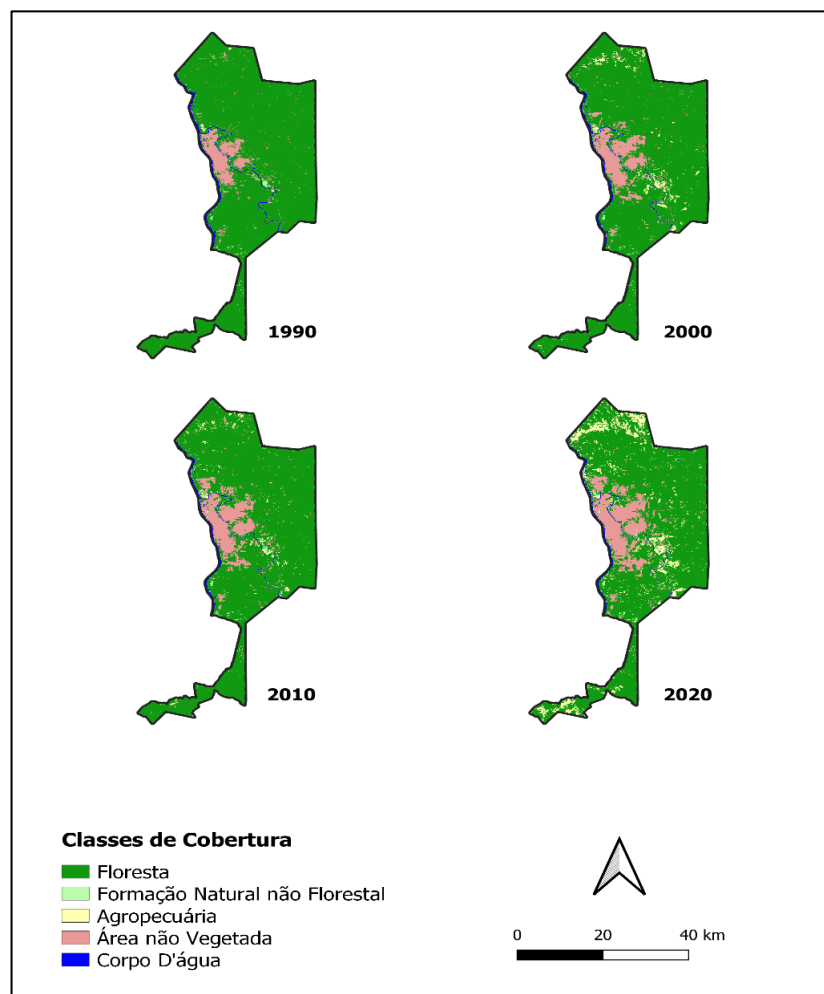 1990
2000
2010
2020
Classes de Cobertura
Floresta
Formação Natural não Florestal
Agropecuária
Área não Vegetada
Corpo D'água
0 20 40 km